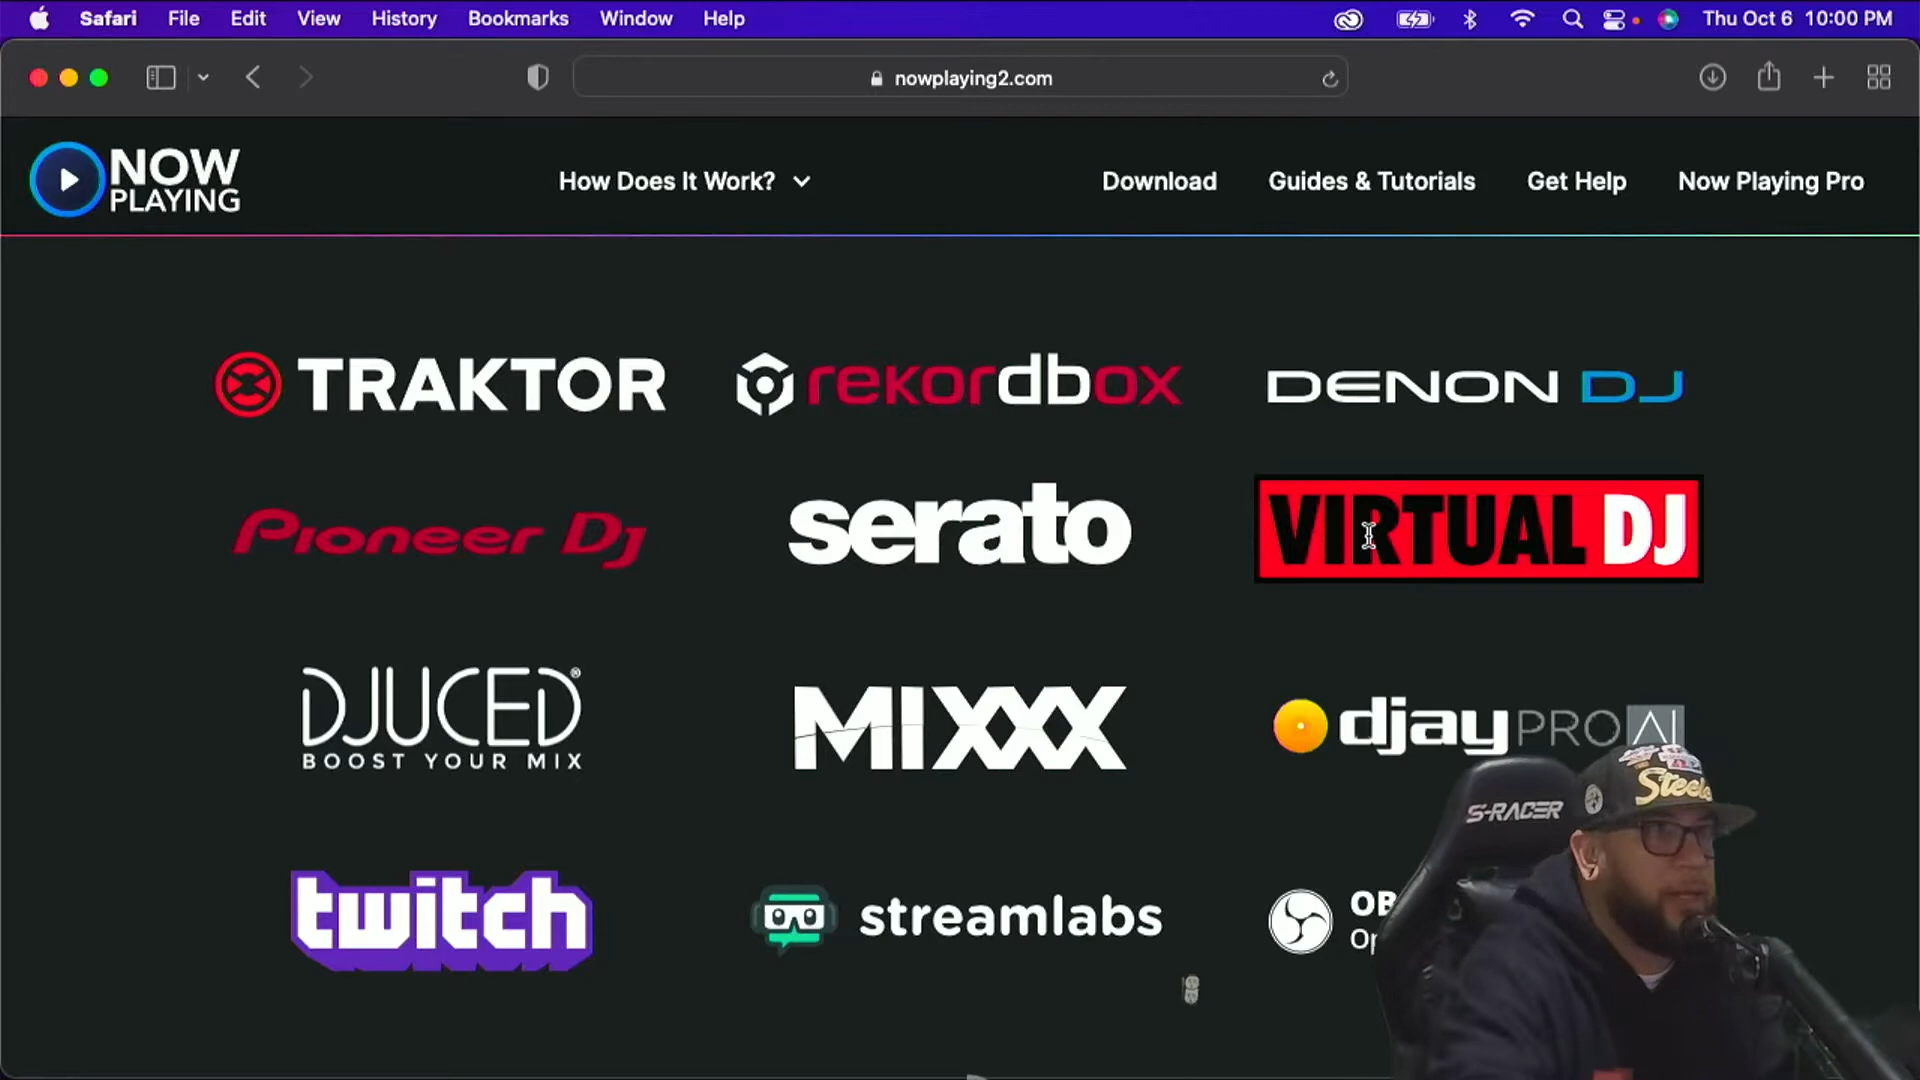 Safari File Edit View History Bookmarks Window Help Thu Oct 6 10:00 PM
nowplaying2.com
NOW
PLAYING
How Does It Work? Download Guides & Tutorials Get Help Now Playing Pro
TRAKTOR rekordbox DENON DJ
Pioneer Dj serato VIRTUAL DJ
DJUCED®
BOOST YOUR MIX
MIXXX
djay PRO AI
S-RACER
twitch streamlabs
OB
Op